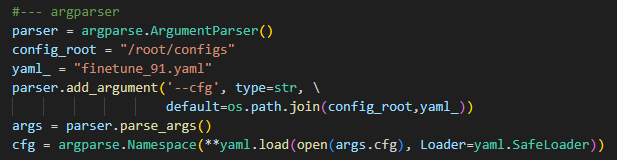 #--- argparser
parser = argparse.ArgumentParser()
config_root = "/root/configs"
yaml_ = "finetune_91.yaml"
parser.add_argument('--cfg', type=str, \
                    default=os.path.join(config_root,yaml_))
args = parser.parse_args()
cfg = argparse.Namespace(**yaml.load(open(args.cfg), Loader=yaml.SafeLoader))